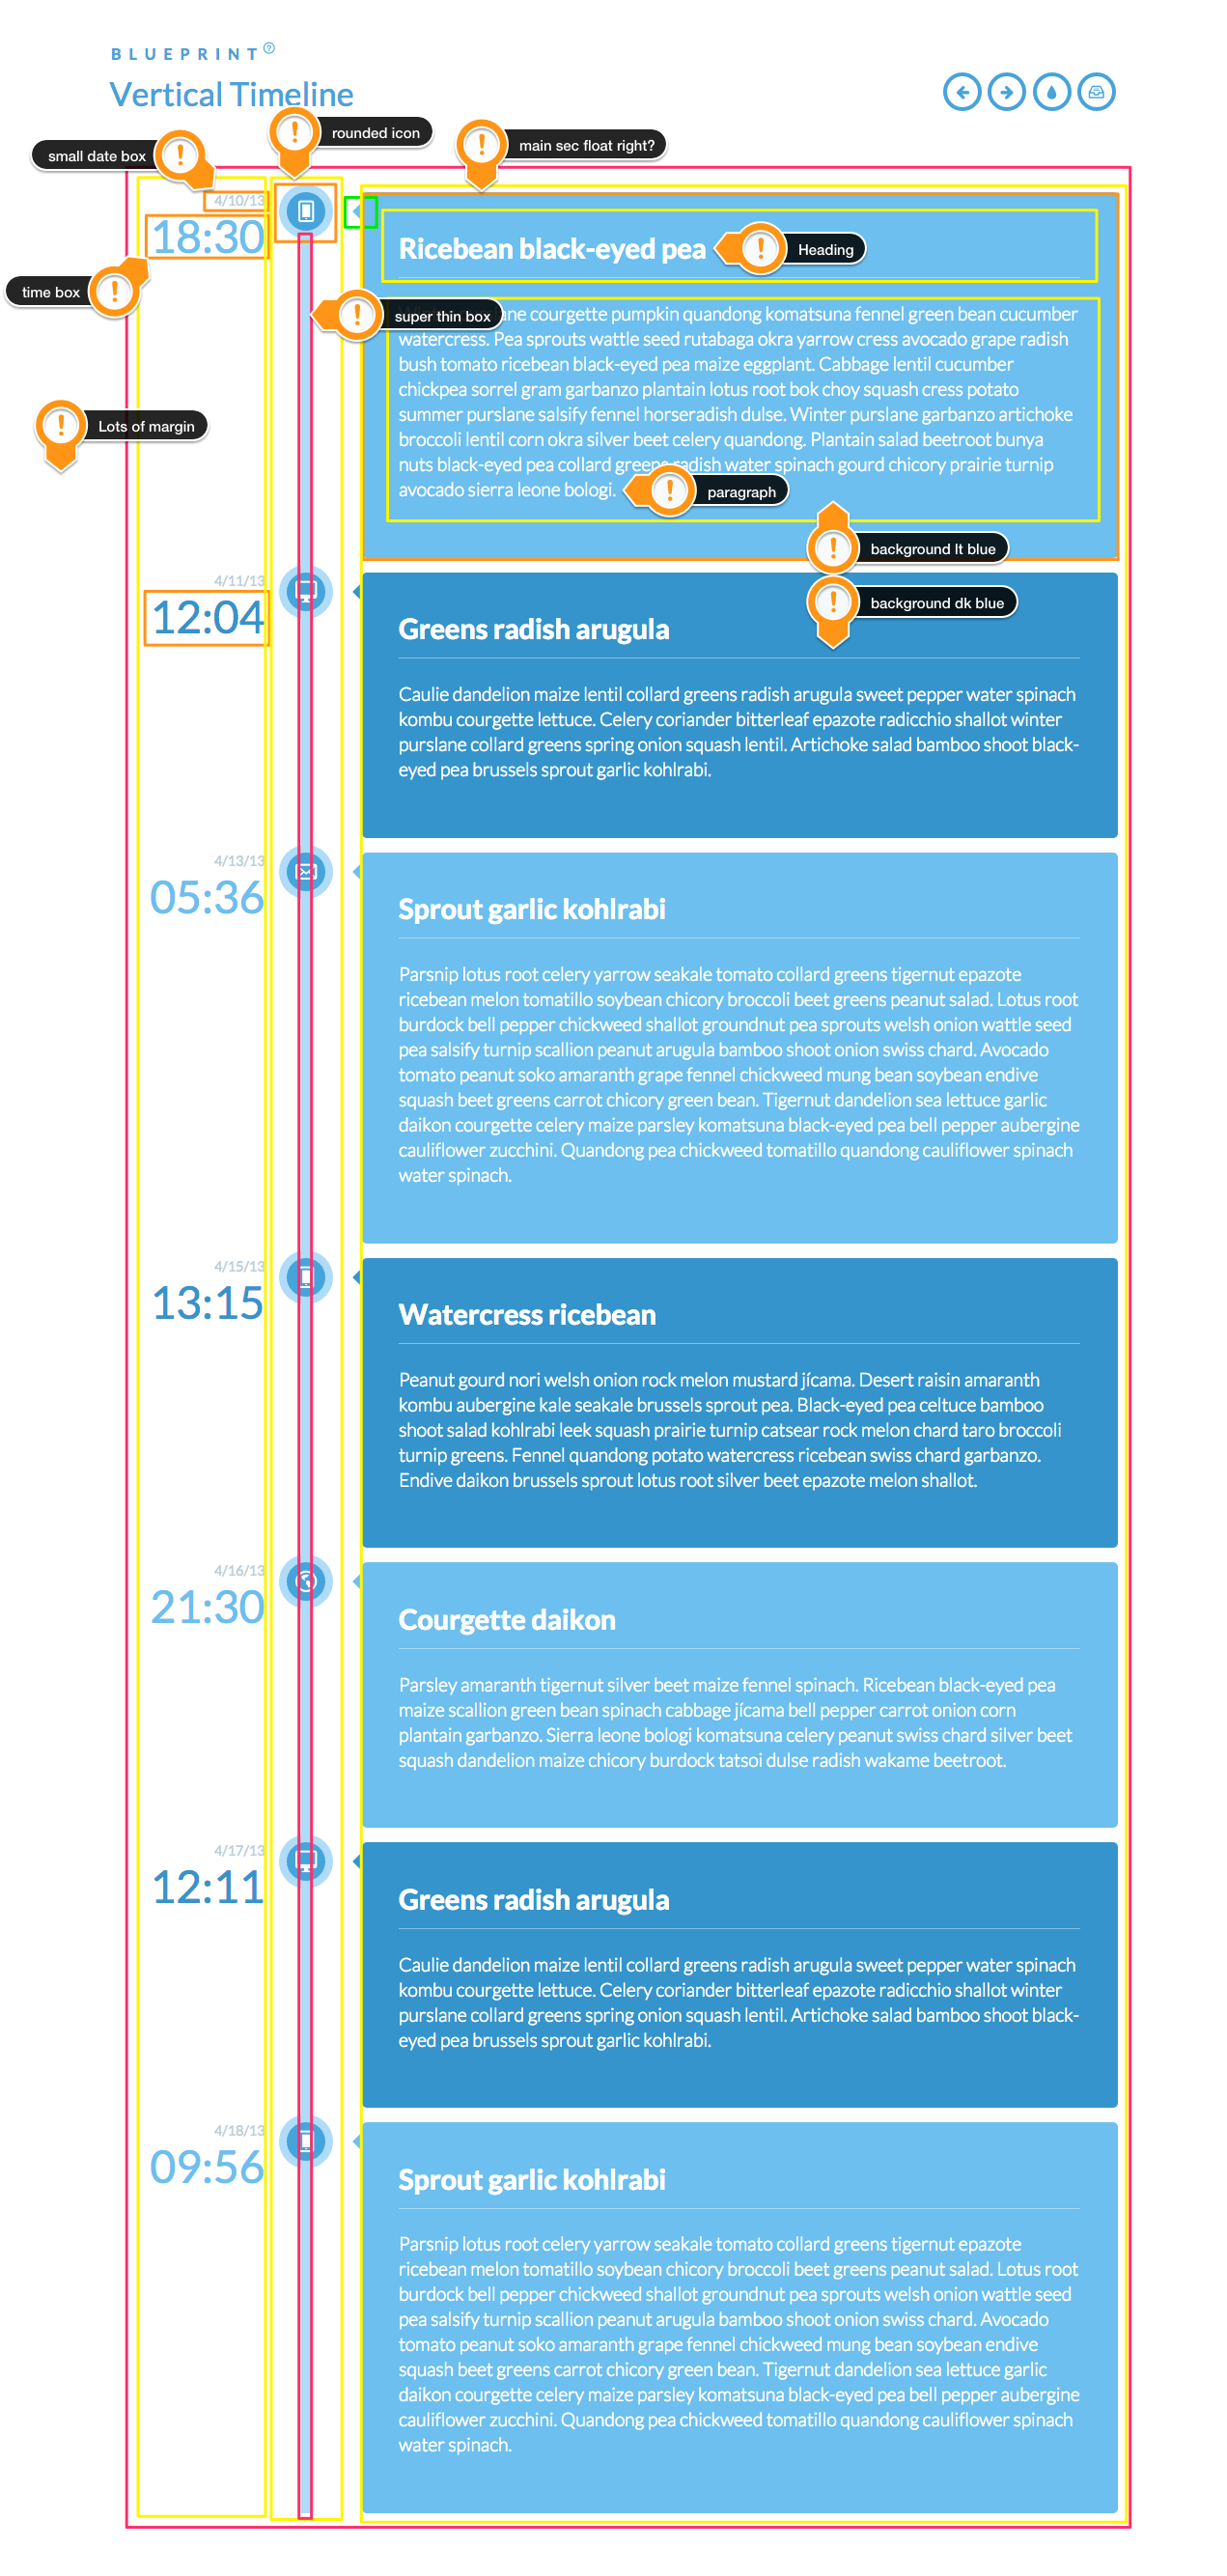 BLUEPRINT
Vertical Timeline
rounded icon
main sec float right?
small date box
4/10/13
18:30
Ricebean black-eyed pea
Heading
time box
super thin box
ane courgette pumpkin quandong komatsuna fennel green bean cucumber
watercress. Pea sprouts wattle seed rutabaga okra yarrow cress avocado grape radish
bush tomato ricebean black-eyed pea maize eggplant. Cabbage lentil cucumber
chickpea sorrel gram garbanzo plantain lotus root bok choy squash cress potato
summer purslane salsify fennel horseradish dulse. Winter purslane garbanzo artichoke
Lots of margin
broccoli lentil corn okra silver beet celery quandong. Plantain salad beetroot bunya
nuts black-eyed pea collard greens radish water spinach gourd chicory prairie turnip
avocado sierra leone bologi.
paragraph
background lt blue
4/11/13
12:04
background dk blue
Greens radish arugula
Caulie dandelion maize lentil collard greens radish arugula sweet pepper water spinach
kombu courgette lettuce. Celery coriander bitterleaf epazote radicchio shallot winter
purslane collard greens spring onion squash lentil. Artichoke salad bamboo shoot black-
eyed pea brussels sprout garlic kohlrabi.
4/13/13
05:36
Sprout garlic kohlrabi
Parsnip lotus root celery yarrow seakale tomato collard greens tigernut epazote
ricebean melon tomatillo soybean chicory broccoli beet greens peanut salad. Lotus root
burdock bell pepper chickweed shallot groundnut pea sprouts welsh onion wattle seed
pea salsify turnip scallion peanut arugula bamboo shoot onion swiss chard. Avocado
tomato peanut soko amaranth grape fennel chickweed mung bean soybean endive
squash beet greens carrot chicory green bean. Tigernut dandelion sea lettuce garlic
daikon courgette celery maize parsley komatsuna black-eyed pea bell pepper aubergine
cauliflower zucchini. Quandong pea chickweed tomatillo quandong cauliflower spinach
water spinach.
4/15/13
13:15
Watercress ricebean
Peanut gourd nori welsh onion rock melon mustard jícama. Desert raisin amaranth
kombu aubergine kale seakale brussels sprout pea. Black-eyed pea celtuce bamboo
shoot salad kohlrabi leek squash prairie turnip catsear rock melon chard taro broccoli
turnip greens. Fennel quandong potato watercress ricebean swiss chard garbanzo.
Endive daikon brussels sprout lotus root silver beet epazote melon shallot.
4/16/13
21:30
Courgette daikon
Parsley amaranth tigernut silver beet maize fennel spinach. Ricebean black-eyed pea
maize scallion green bean spinach cabbage jícama bell pepper carrot onion corn
plantain garbanzo. Sierra leone bologi komatsuna celery peanut swiss chard silver beet
squash dandelion maize chicory burdock tatsoi dulse radish wakame beetroot.
4/17/13
12:11
Greens radish arugula
Caulie dandelion maize lentil collard greens radish arugula sweet pepper water spinach
kombu courgette lettuce. Celery coriander bitterleaf epazote radicchio shallot winter
purslane collard greens spring onion squash lentil. Artichoke salad bamboo shoot black-
eyed pea brussels sprout garlic kohlrabi.
4/18/13
09:56
Sprout garlic kohlrabi
Parsnip lotus root celery yarrow seakale tomato collard greens tigernut epazote
ricebean melon tomatillo soybean chicory broccoli beet greens peanut salad. Lotus root
burdock bell pepper chickweed shallot groundnut pea sprouts welsh onion wattle seed
pea salsify turnip scallion peanut arugula bamboo shoot onion swiss chard. Avocado
tomato peanut soko amaranth grape fennel chickweed mung bean soybean endive
squash beet greens carrot chicory green bean. Tigernut dandelion sea lettuce garlic
daikon courgette celery maize parsley komatsuna black-eyed pea bell pepper aubergine
cauliflower zucchini. Quandong pea chickweed tomatillo quandong cauliflower spinach
water spinach.